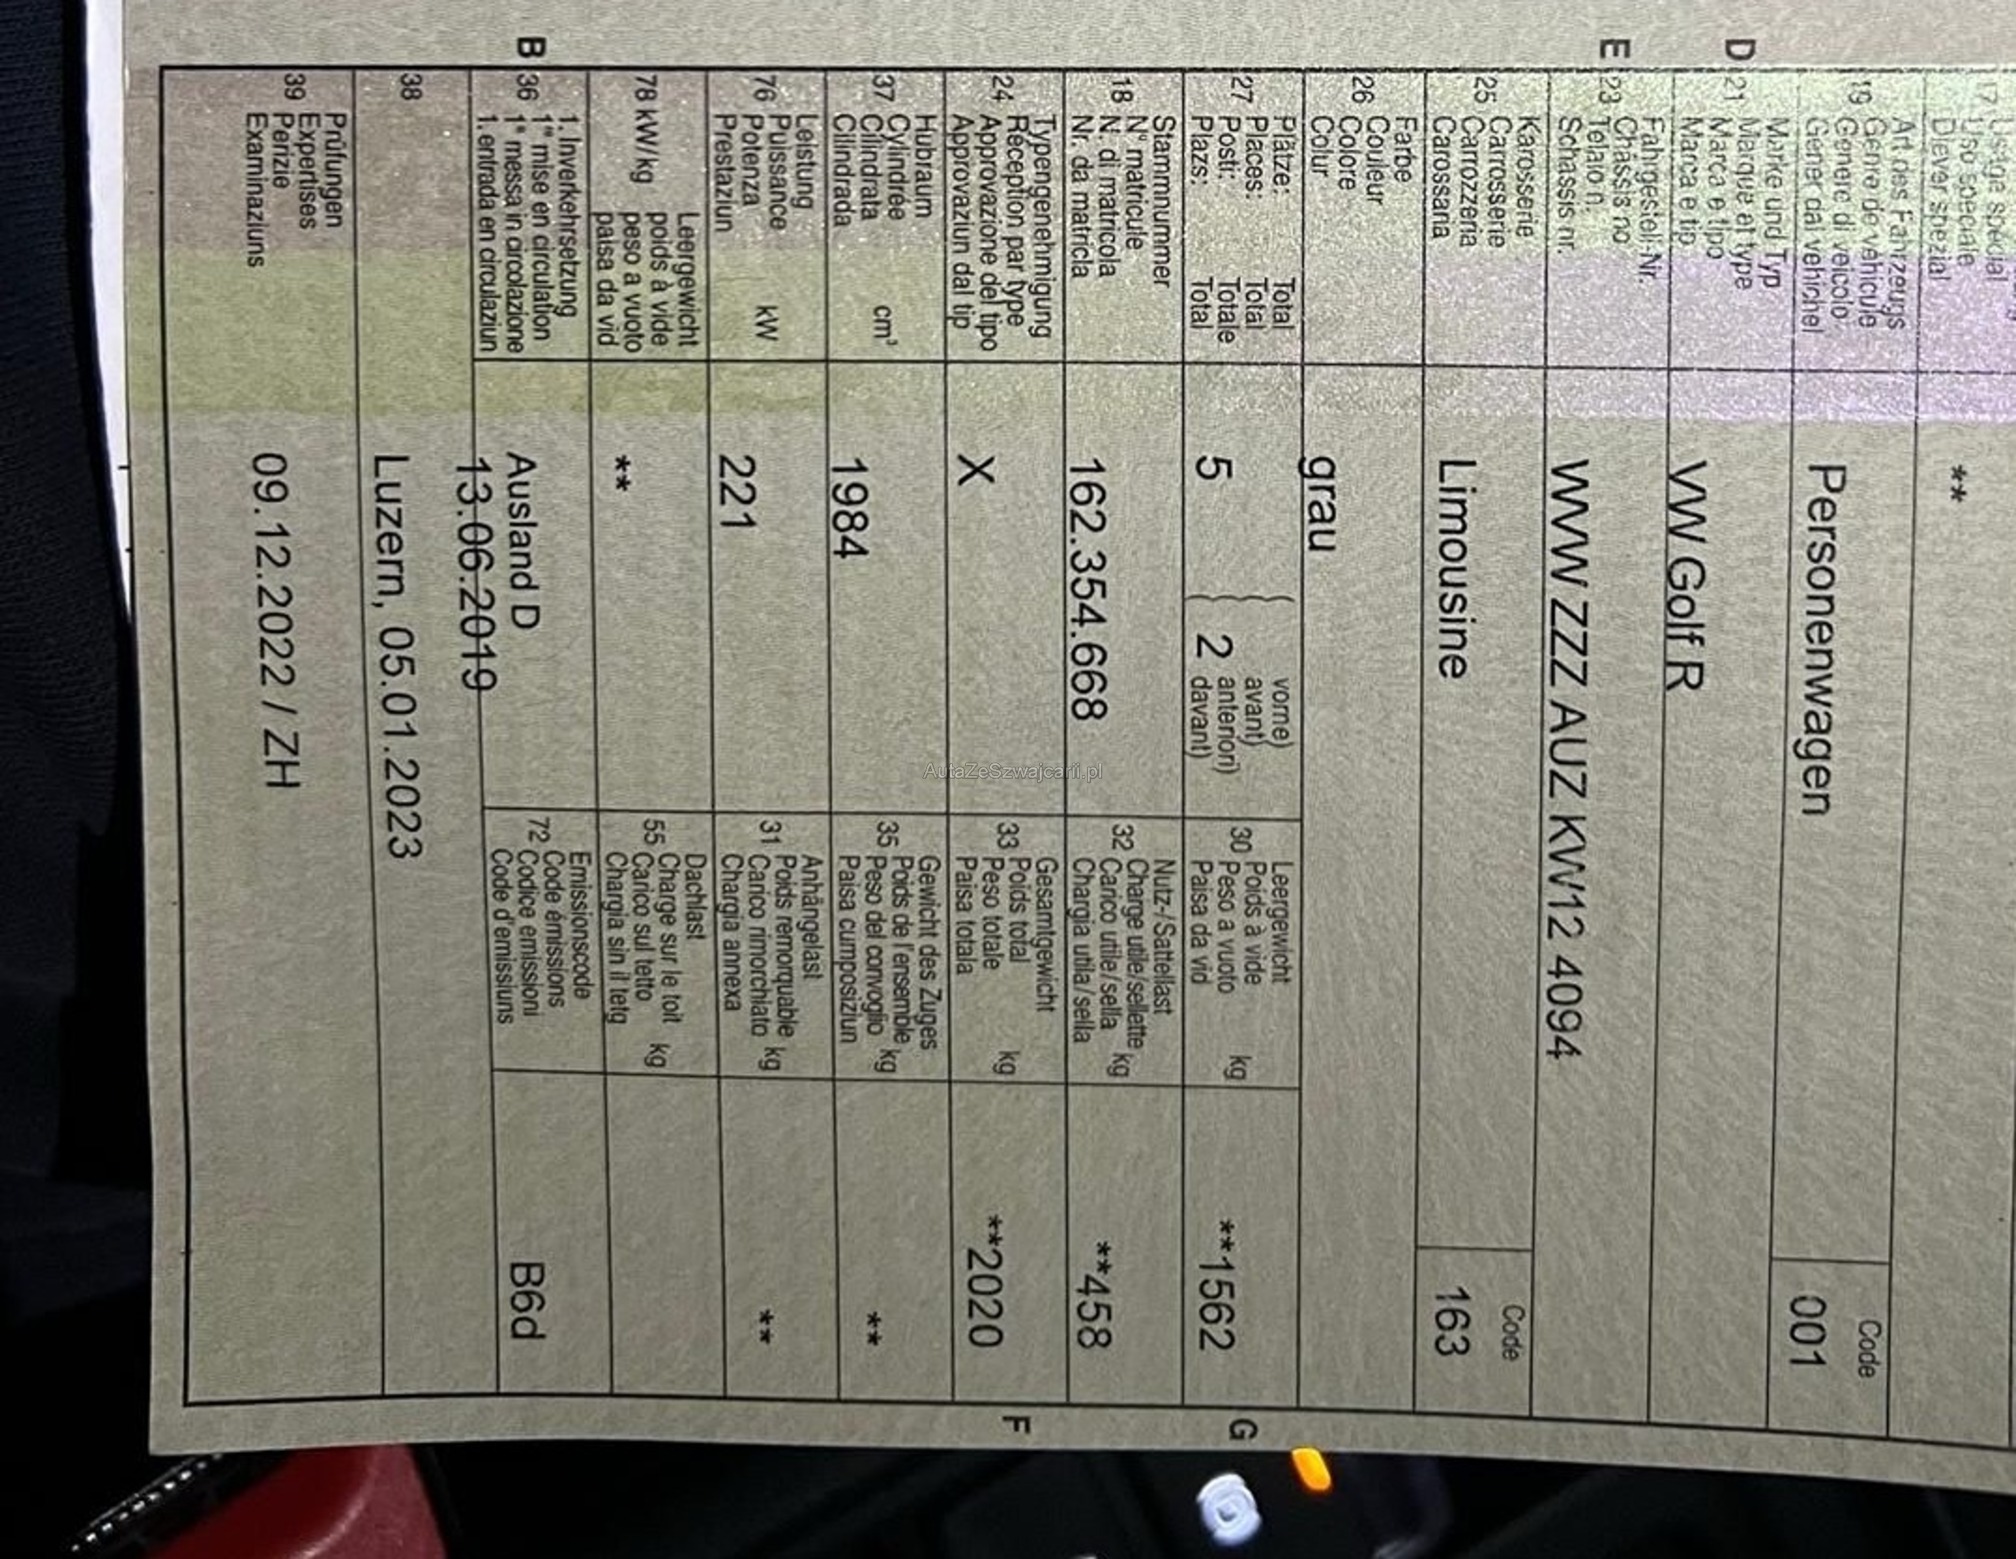 17
Usage spécial
Uso speciale
Diever spezial
**
Art des Fahrzeugs
19 Genre de véhicule
Genere di veicolo
Gener dal vehichel
Personenwagen
Code
001
D
Marke und Typ
21 Marque et type
Marca e tipo
Marca e tip
VW Golf R
E
Fahrgestell-Nr.
23 Châssis no
Telaio n.
Schassis nr.
WVW ZZZ AUZ KW12 4094
Karosserie
25 Carrosserie
Carrozzeria
Carossaria
Limousine
Code
163
Farbe
26 Couleur
Colore
Colur
grau
Plätze: Total
27 Places: Total
Posti: Totale
Plazs: Total
5
2
vorne)
avant)
anteriori)
davant)
Leergewicht
30 Poids à vide
Peso a vuoto kg
Paisa da vid
**1562
G
Stammnummer
18 N° matricule
N. di matricola
Nr. da matricla
162.354.668
Nutz-/Sattellast
32 Charge utile/sellette
Carico utile/sella kg
Chargia utila/sella
**458
Typengenehmigung
24 Réception par type
Approvazione del tipo
Approvaziun dal tip
X
Gesamtgewicht
33 Poids total
Peso totale kg
Paisa totala
**2020
F
Hubraum
37 Cylindrée
Cilindrata cm³
Cilindrada
1984
Gewicht des Zuges
35 Poids de l'ensemble
Peso del convoglio kg
Paisa cumposiziun
**
Leistung
76 Puissance
Potenza kW
Prestaziun
221
Anhängelast
31 Poids remorquable
Carico rimorchiato kg
Chargia annexa
**
78 kW/kg
Leergewicht
poids à vide
peso a vuoto
paisa da vid
**
Dachlast
55 Charge sur le toit
Carico sul tetto kg
Chargia sin il tetg
B
1. Inverkehrsetzung
36 1re mise en circulation
1a messa in circolazione
1. entrada en circulaziun
Ausland D
13.06.2019
Emissionscode
72 Code émissions
Codice emissioni
Code d'emissiuns
B6d
38
Luzern, 05.01.2023
Prüfungen
39 Expertises
Perizie
Examinaziuns
09.12.2022 / ZH
AutaZeSzwajcarii.pl